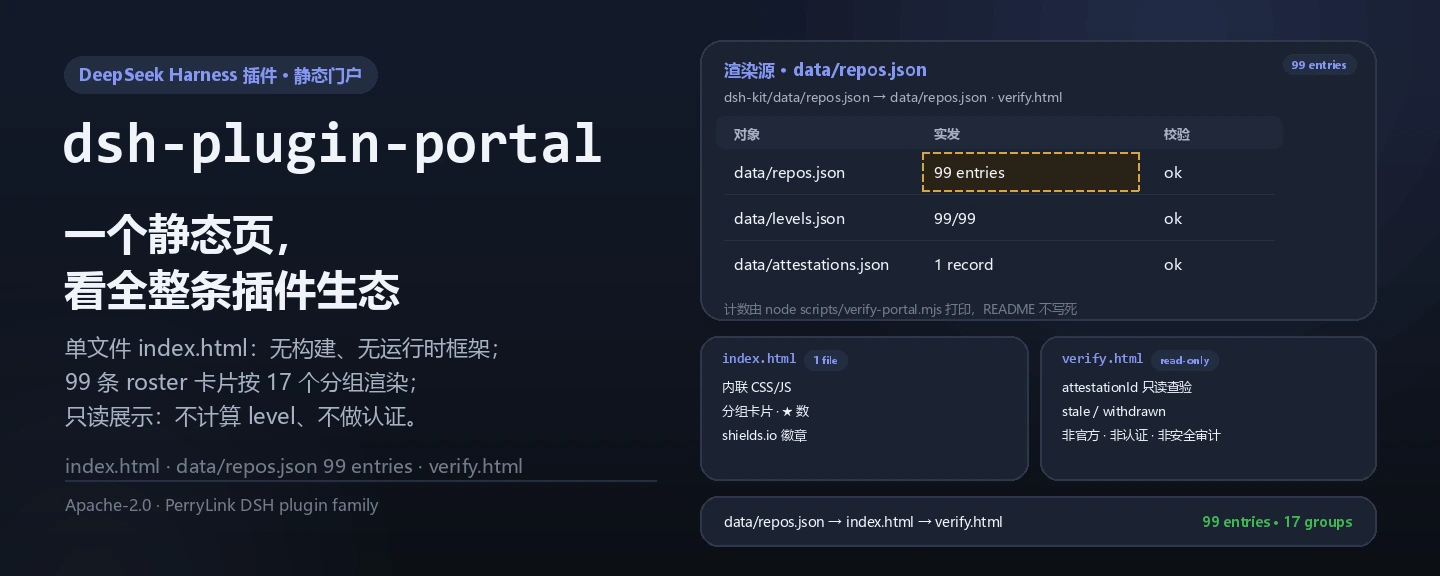 DeepSeek Harness 插件 • 静态门户
dsh-plugin-portal
一个静态页，
看全整条插件生态
单文件 index.html：无构建、无运行时框架；
99 条 roster 卡片按 17 个分组渲染；
只读展示：不计算 level、不做认证。
index.html · data/repos.json 99 entries · verify.html
Apache-2.0 · PerryLink DSH plugin family
渲染源 • data/repos.json
99 entries
dsh-kit/data/repos.json → data/repos.json · verify.html
对象 实发 校验
data/repos.json 99 entries ok
data/levels.json 99/99 ok
data/attestations.json 1 record ok
计数由 node scripts/verify-portal.mjs 打印，README 不写死
index.html 1 file
内联 CSS/JS
分组卡片 · ★ 数
shields.io 徽章
verify.html read-only
attestationId 只读查验
stale / withdrawn
非官方 · 非认证 · 非安全审计
data/repos.json → index.html → verify.html
99 entries • 17 groups